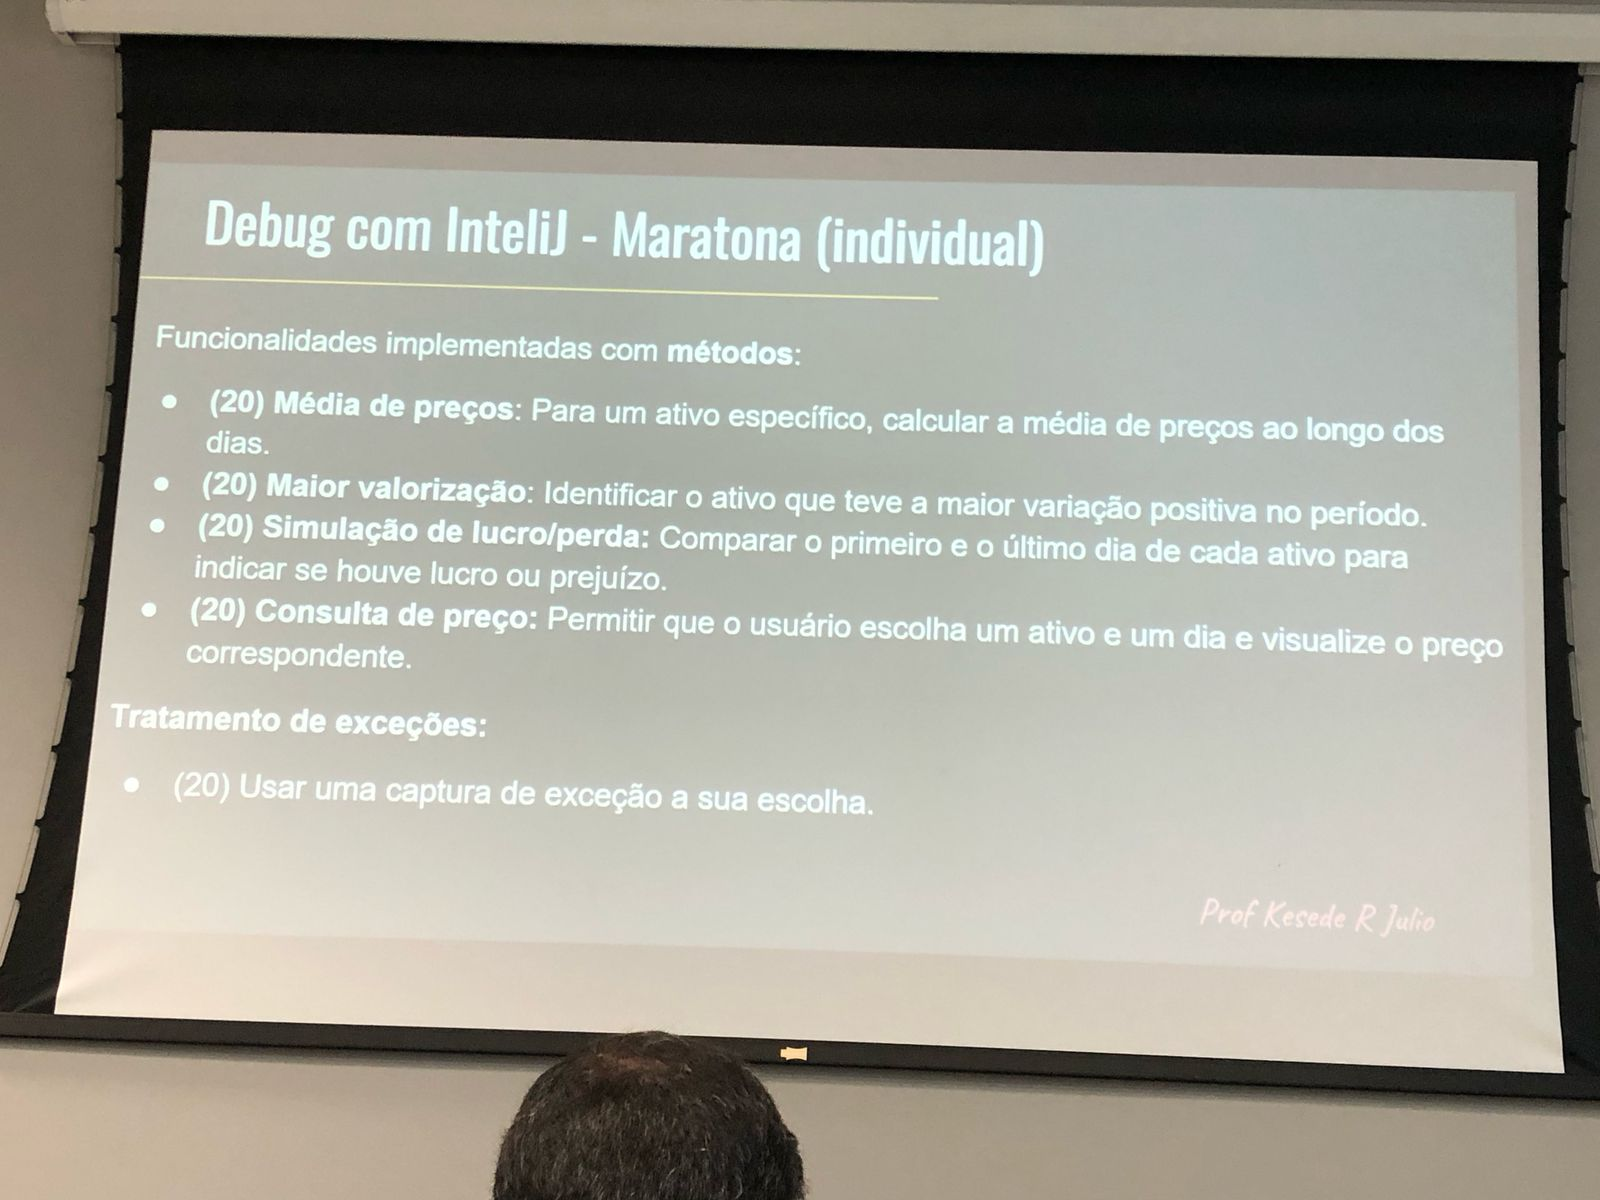 Debug com InteliJ - Maratona (individual)
Funcionalidades implementadas com métodos:
● (20) Média de preços: Para um ativo específico, calcular a média de preços ao longo dos
dias.
● (20) Maior valorização: Identificar o ativo que teve a maior variação positiva no período.
● (20) Simulação de lucro/perda: Comparar o primeiro e o último dia de cada ativo para
indicar se houve lucro ou prejuízo.
● (20) Consulta de preço: Permitir que o usuário escolha um ativo e um dia e visualize o preço
correspondente.
Tratamento de exceções:
● (20) Usar uma captura de exceção a sua escolha.
Prof Kesede R Julio